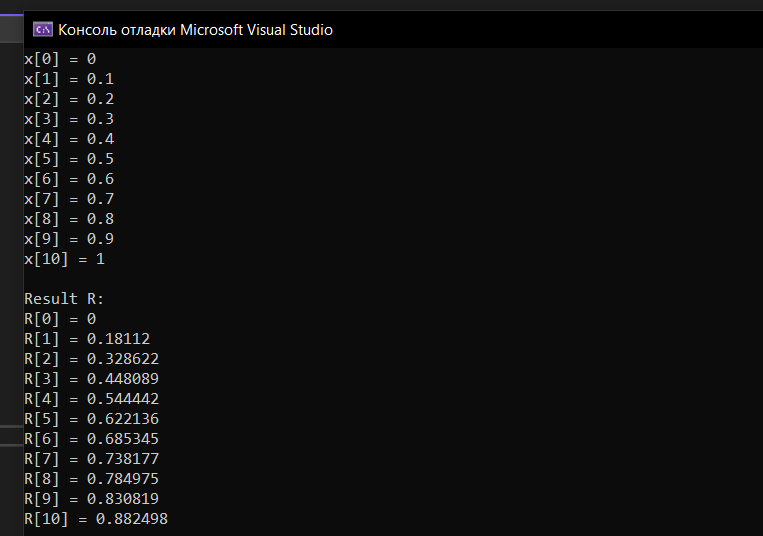 Консоль отладки Microsoft Visual Studio
x[0] = 0
x[1] = 0.1
x[2] = 0.2
x[3] = 0.3
x[4] = 0.4
x[5] = 0.5
x[6] = 0.6
x[7] = 0.7
x[8] = 0.8
x[9] = 0.9
x[10] = 1

Result R:
R[0] = 0
R[1] = 0.18112
R[2] = 0.328622
R[3] = 0.448089
R[4] = 0.544442
R[5] = 0.622136
R[6] = 0.685345
R[7] = 0.738177
R[8] = 0.784975
R[9] = 0.830819
R[10] = 0.882498